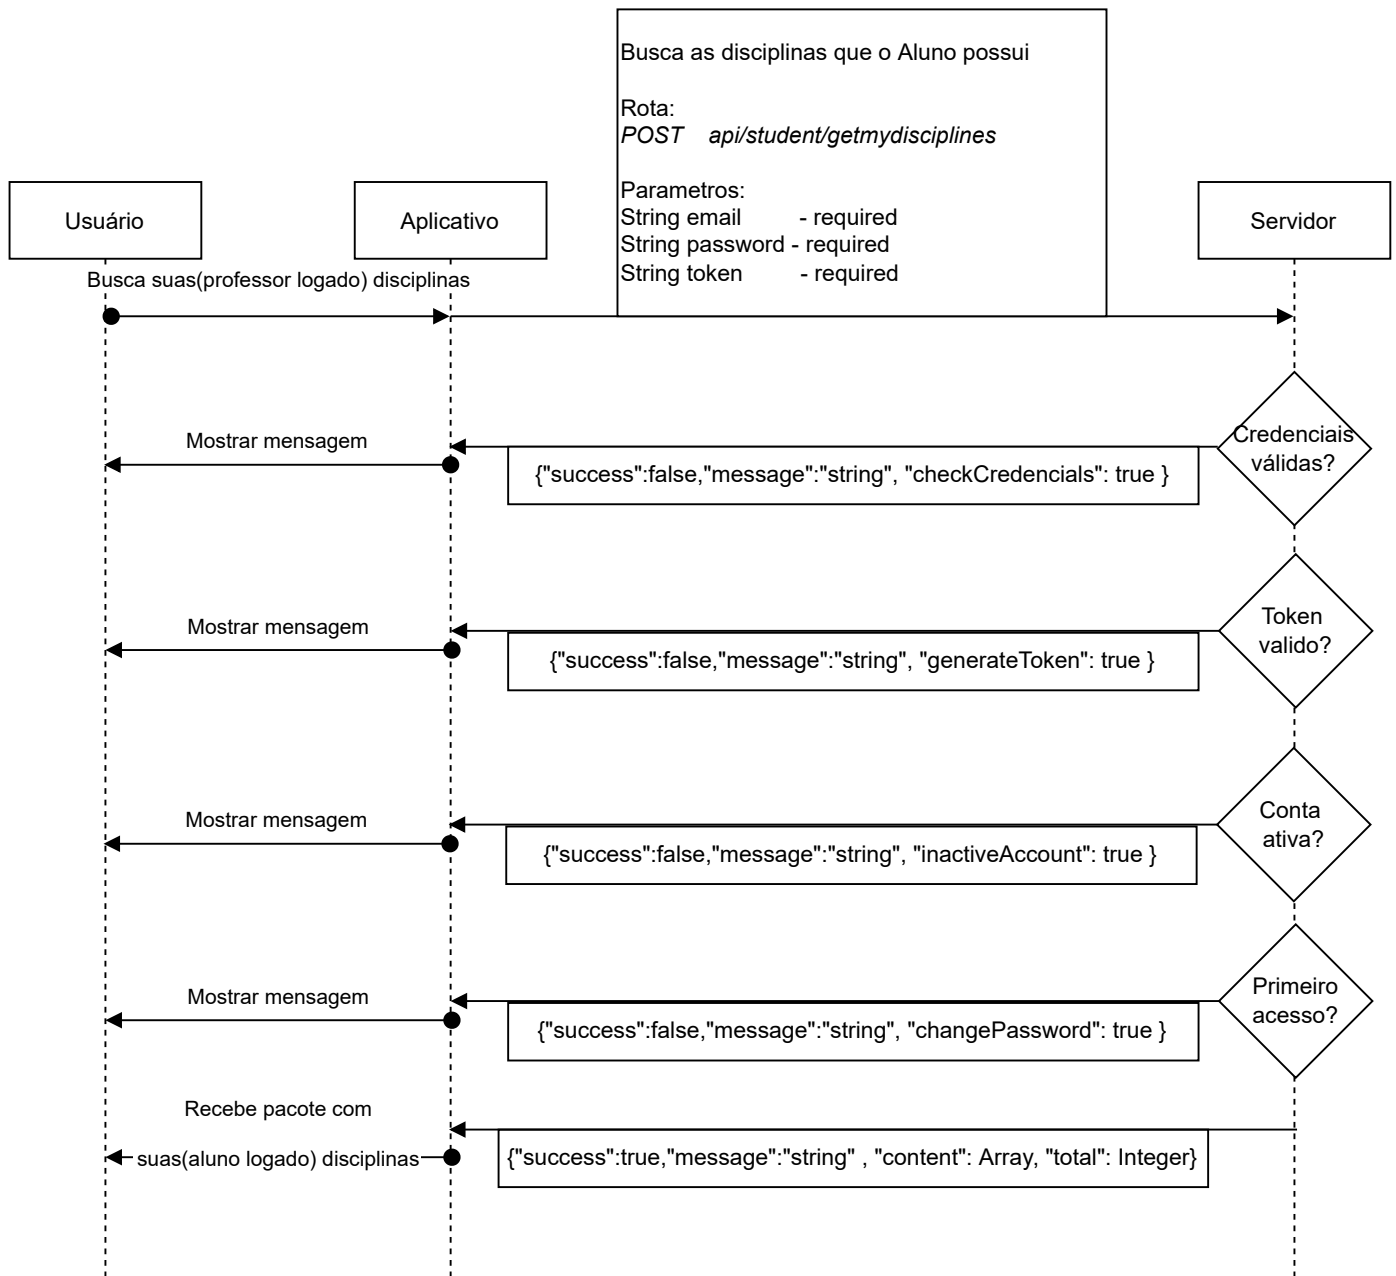 Busca as disciplinas que o Aluno possui
Rota:
POST    api/student/getmydisciplines
Parametros:
String email         - required
String password - required
String token         - required
Usuário
Aplicativo
Servidor
Busca suas(professor logado) disciplinas
Credenciais
válidas?
Mostrar mensagem
{"success":false,"message":"string", "checkCredencials": true }
Token
valido?
Mostrar mensagem
{"success":false,"message":"string", "generateToken": true }
Conta
ativa?
Mostrar mensagem
{"success":false,"message":"string", "inactiveAccount": true }
Primeiro
acesso?
Mostrar mensagem
{"success":false,"message":"string", "changePassword": true }
Recebe pacote com
suas(aluno logado) disciplinas
{"success":true,"message":"string" , "content": Array, "total": Integer}